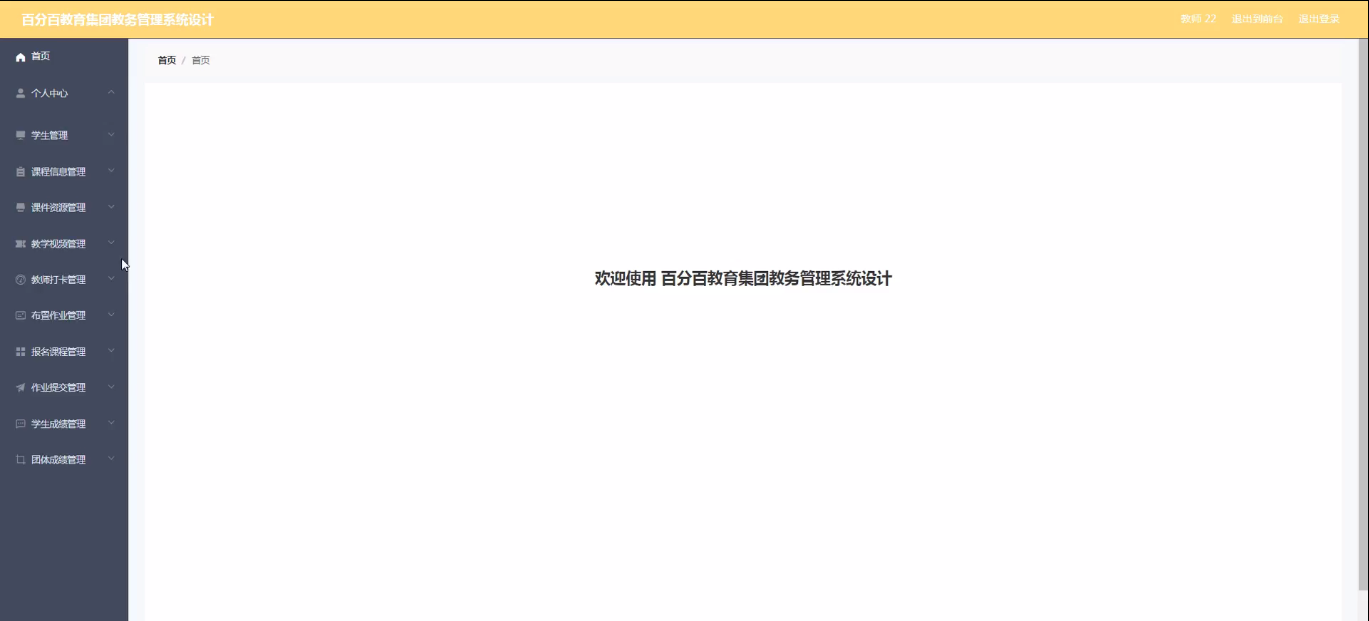 百分百教育集团教务管理系统设计
教师 22 退出到前台 退出登录
首页
个人中心
学生管理
课程信息管理
课件资源管理
教学视频管理
教师打卡管理
布置作业管理
报名课程管理
作业提交管理
学生成绩管理
团体成绩管理
首页 / 首页
欢迎使用 百分百教育集团教务管理系统设计